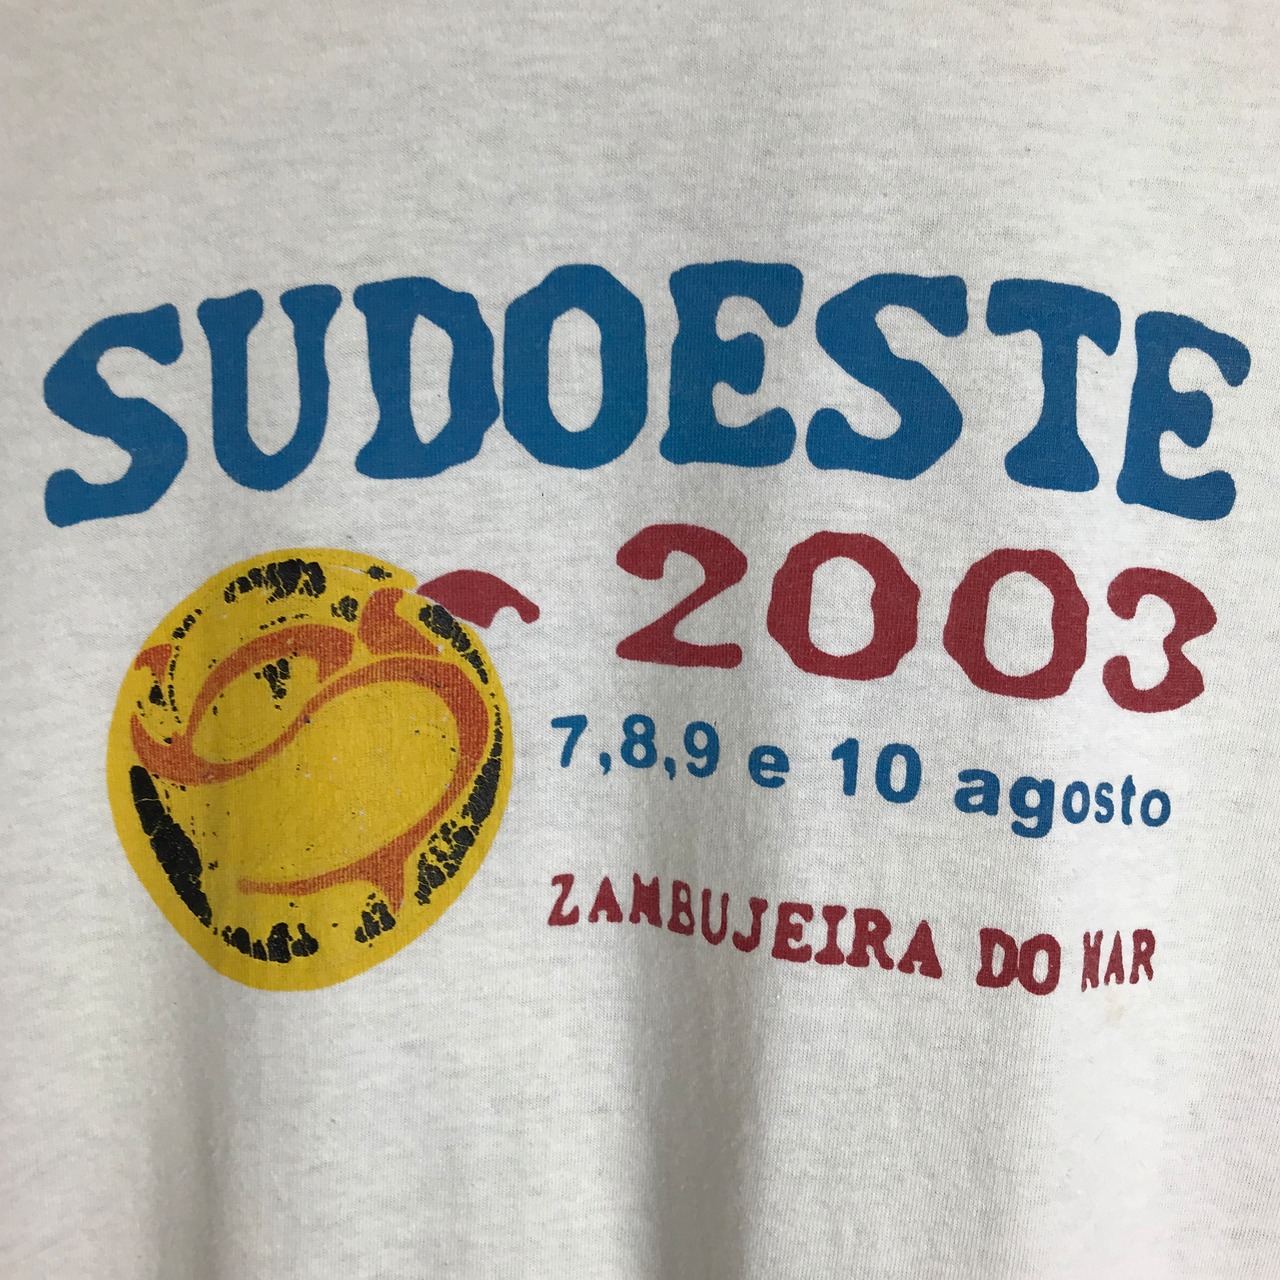 SUDOESTE
2003
7,8,9 e 10 agosto
ZAMBUJEIRA DO MAR